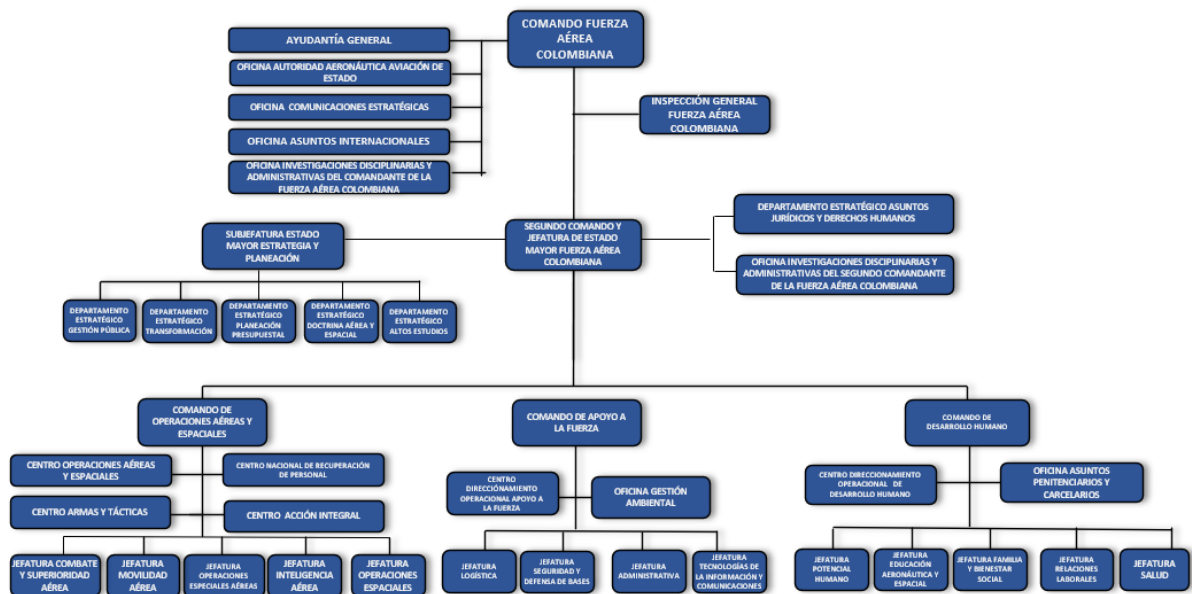 COMANDO FUERZA
AÉREA
COLOMBIANA
AYUDANTÍA GENERAL
OFICINA AUTORIDAD AERONÁUTICA AVIACIÓN DE
ESTADO
OFICINA COMUNICACIONES ESTRATÉGICAS
OFICINA ASUNTOS INTERNACIONALES
OFICINA INVESTIGACIONES DISCIPLINARIAS Y
ADMINISTRATIVAS DEL COMANDANTE DE LA
FUERZA AÉREA COLOMBIANA
INSPECCIÓN GENERAL
FUERZA AÉREA
COLOMBIANA
SEGUNDO COMANDO Y
JEFATURA DE ESTADO
MAYOR FUERZA AÉREA
COLOMBIANA
DEPARTAMENTO ESTRATÉGICO ASUNTOS
JURÍDICOS Y DERECHOS HUMANOS
OFICINA INVESTIGACIONES DISCIPLINARIAS Y
ADMINISTRATIVAS DEL SEGUNDO COMANDANTE
DE LA FUERZA AÉREA COLOMBIANA
SUBJEFATURA ESTADO
MAYOR ESTRATEGIA Y
PLANEACIÓN
DEPARTAMENTO
ESTRATÉGICO
GESTIÓN PÚBLICA
DEPARTAMENTO
ESTRATÉGICO
TRANSFORMACIÓN
DEPARTAMENTO
ESTRATÉGICO
PLANEACIÓN
PRESUPUESTAL
DEPARTAMENTO
ESTRATÉGICO
DOCTRINA AÉREA Y
ESPACIAL
DEPARTAMENTO
ESTRATÉGICO
ALTOS ESTUDIOS
COMANDO DE
OPERACIONES AÉREAS Y
ESPACIALES
CENTRO OPERACIONES AÉREAS
Y ESPACIALES
CENTRO NACIONAL DE RECUPERACIÓN
DE PERSONAL
CENTRO ARMAS Y TÁCTICAS
CENTRO ACCIÓN INTEGRAL
JEFATURA COMBATE
Y SUPERIORIDAD
AÉREA
JEFATURA
MOVILIDAD
AÉREA
JEFATURA
OPERACIONES
ESPECIALES AÉREAS
JEFATURA
INTELIGENCIA
AÉREA
JEFATURA
OPERACIONES
ESPACIALES
COMANDO DE APOYO A
LA FUERZA
CENTRO
DIRECCIÓNAMIENTO
OPERACIONAL APOYO A
LA FUERZA
OFICINA GESTIÓN
AMBIENTAL
JEFATURA
LOGÍSTICA
JEFATURA
SEGURIDAD Y
DEFENSA DE BASES
JEFATURA
ADMINISTRATIVA
JEFATURA
TECNOLOGÍAS DE
LA INFORMACIÓN Y
COMUNICACIONES
COMANDO DE
DESARROLLO HUMANO
CENTRO DIRECCIONAMIENTO
OPERACIONAL DE
DESARROLLO HUMANO
OFICINA ASUNTOS
PENITENCIARIOS Y
CARCELARIOS
JEFATURA
POTENCIAL
HUMANO
JEFATURA
EDUCACIÓN
AERONÁUTICA Y
ESPACIAL
JEFATURA FAMILIA
Y BIENESTAR
SOCIAL
JEFATURA
RELACIONES
LABORALES
JEFATURA
SALUD